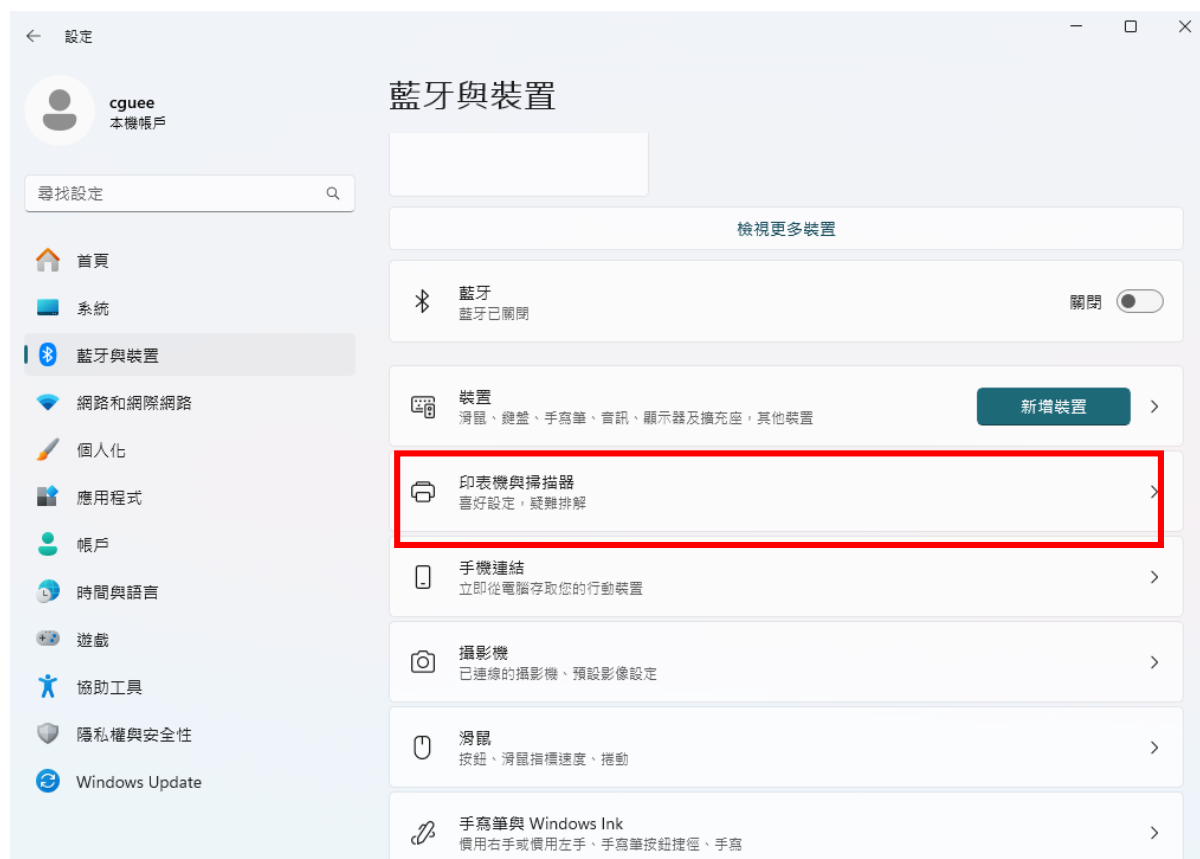 設定
cguee
本機帳戶
尋找設定
首頁
系統
藍牙與裝置
網路和網際網路
個人化
應用程式
帳戶
時間與語言
遊戲
協助工具
隱私權與安全性
Windows Update
藍牙與裝置
檢視更多裝置
藍牙
藍牙已關閉
關閉
裝置
滑鼠、鍵盤、手寫筆、音訊、顯示器及擴充座，其他裝置
新增裝置
印表機與掃描器
喜好設定，疑難排解
手機連結
立即從電腦存取您的行動裝置
攝影機
已連線的攝影機、預設影像設定
滑鼠
按鈕、滑鼠指標速度、捲動
手寫筆與 Windows Ink
慣用右手或慣用左手、手寫筆按鈕捷徑、手寫